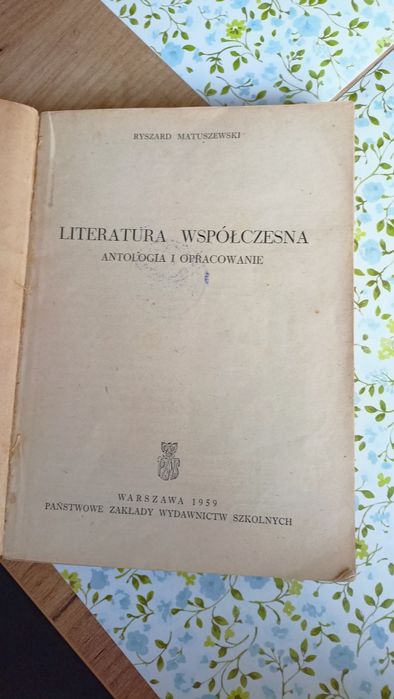 RYSZARD MATUSZEWSKI
LITERATURA WSPÓŁCZESNA
ANTOLOGIA I OPRACOWANIE
WARSZAWA 1959
PAŃSTWOWE ZAKŁADY WYDAWNICTW SZKOLNYCH